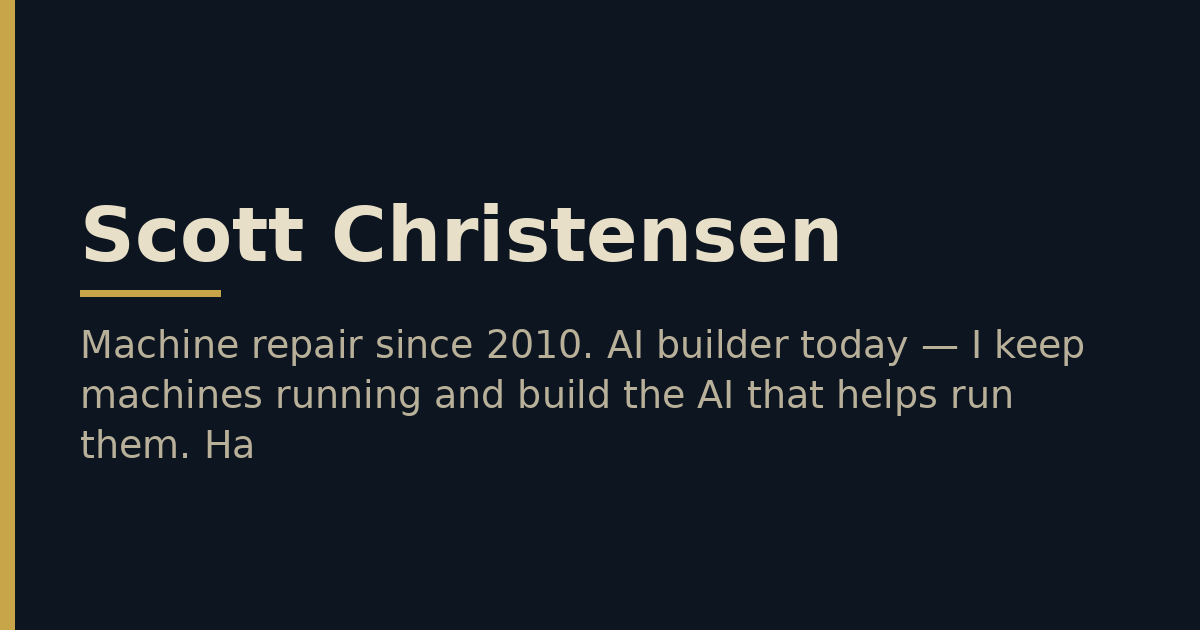 Scott Christensen
Machine repair since 2010. AI builder today — I keep
machines running and build the AI that helps run
them. Ha